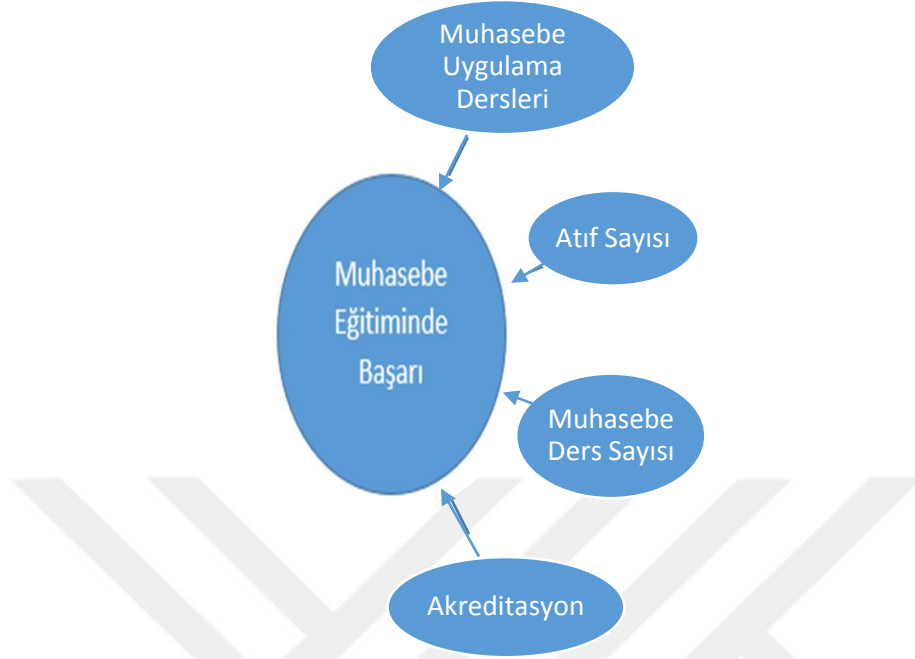 Muhasebe
Uygulama
Dersleri
Atıf Sayısı
Muhasebe
Eğitiminde
Başarı
Muhasebe
Ders Sayısı
Akreditasyon